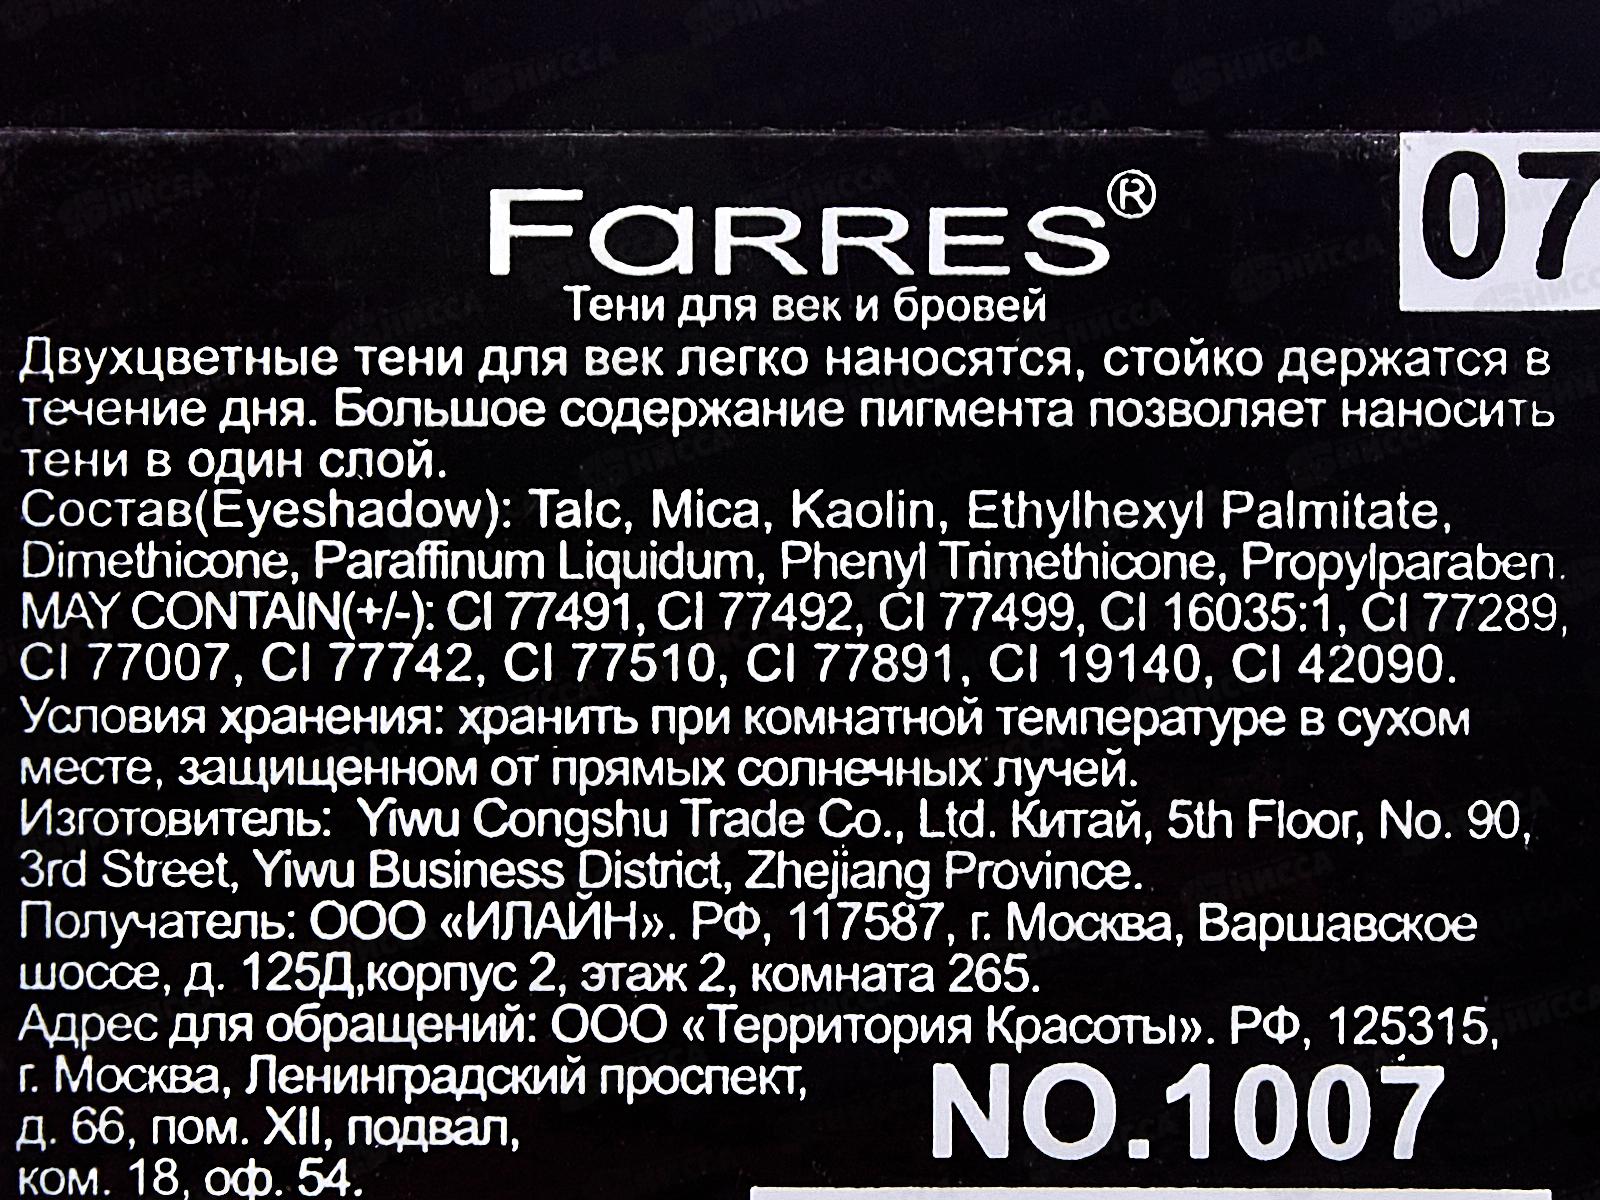 07
FARRES®
Тени для век и бровей
Двухцветные тени для век легко наносятся, стойко держатся в
течение дня. Большое содержание пигмента позволяет наносить
тени в один слой.
Состав(Eyeshadow): Talc, Mica, Kaolin, Ethylhexyl Palmitate,
Dimethicone, Paraffinum Liquidum, Phenyl Trimethicone, Propylparaben.
MAY CONTAIN(+/-): CI 77491, CI 77492, CI 77499, CI 16035:1, CI 77289,
CI 77007, CI 77742, CI 77510, CI 77891, CI 19140, CI 42090.
Условия хранения: хранить при комнатной температуре в сухом
месте, защищенном от прямых солнечных лучей.
Изготовитель: Yiwu Congshu Trade Co., Ltd. Китай, 5th Floor, No. 90,
3rd Street, Yiwu Business District, Zhejiang Province.
Получатель: ООО «ИЛАЙН». РФ, 117587, г. Москва, Варшавское
шоссе, д. 125Д,корпус 2, этаж 2, комната 265.
Адрес для обращений: ООО «Территория Красоты». РФ, 125315,
г. Москва, Ленинградский проспект,
д. 66, пом. XII, подвал,
ком. 18, оф. 54.
NO.1007